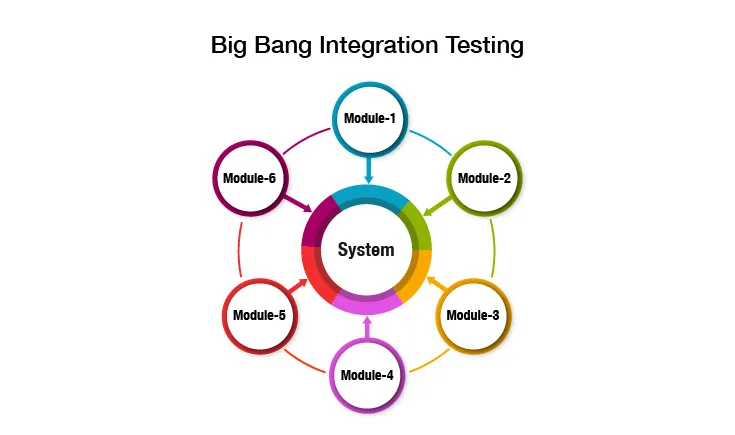 Big Bang Integration Testing
Module-1
Module-6
Module-2
System
Module-5
Module-3
Module-4